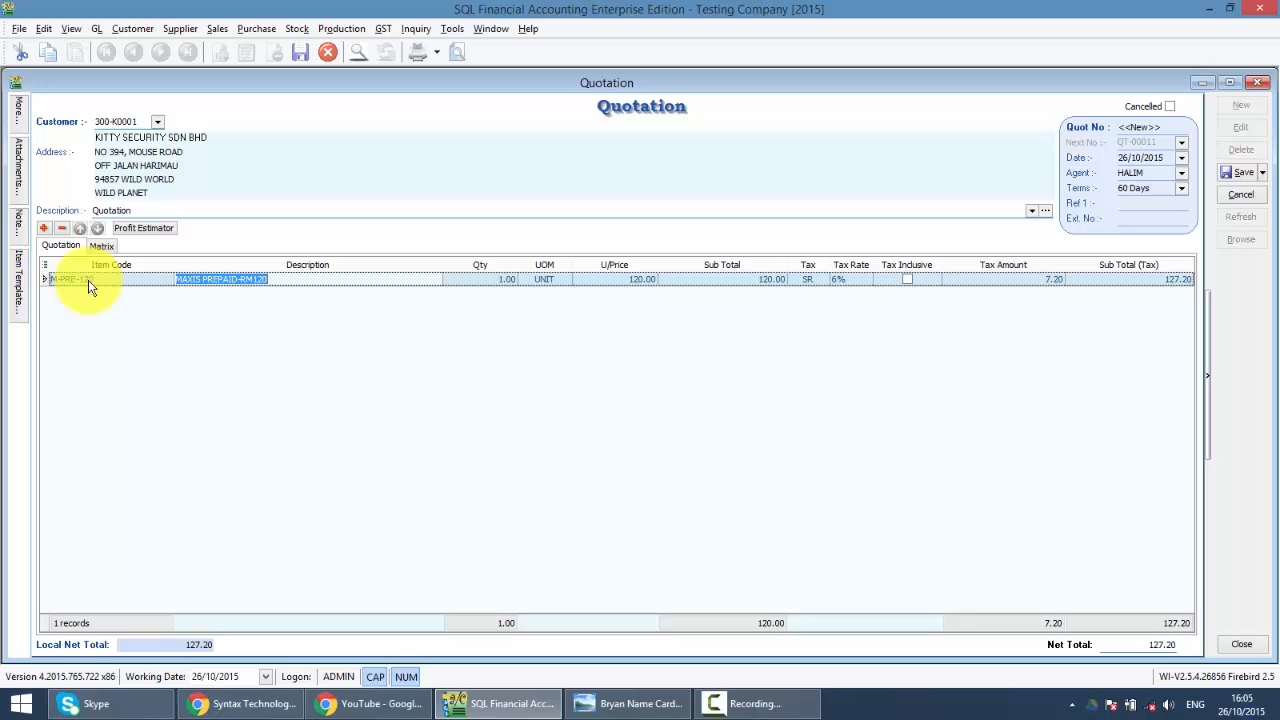 SQL Financial Accounting Enterprise Edition - Testing Company [2015]
File Edit View GL Customer Supplier Sales Purchase Stock Production GST Inquiry Tools Window Help
Quotation
Quotation
Cancelled
More...
Attachments...
Note...
Item Template...
Customer :- 300-K0001
KITTY SECURITY SDN BHD
Address :- NO 394, MOUSE ROAD
OFF JALAN HARIMAU
94857 WILD WORLD
WILD PLANET
Description :- Quotation
Quot No : <<New>>
Next No :- QT-00011
Date :- 26/10/2015
Agent :- HALIM
Terms :- 60 Days
Ref 1 :-
Ext. No :-
New
Edit
Delete
Save
Cancel
Refresh
Browse
Profit Estimator
Quotation Matrix
Item Code Description Qty UOM U/Price Sub Total Tax Tax Rate Tax Inclusive Tax Amount Sub Total (Tax)
M-PRE-120 MAXIS PREPAID-RM120 1.00 UNIT 120.00 120.00 SR 6% 7.20 127.20
1 records 1.00 120.00 7.20 127.20
Local Net Total: 127.20 Net Total: 127.20
Close
Version 4.2015.765.722 x86 Working Date: 26/10/2015 Logon: ADMIN CAP NUM WI-V2.5.4.26856 Firebird 2.5
Skype Syntax Technolog... YouTube - Googl... SQL Financial Acc... Bryan Name Card... Recording... ENG 16:05
26/10/2015